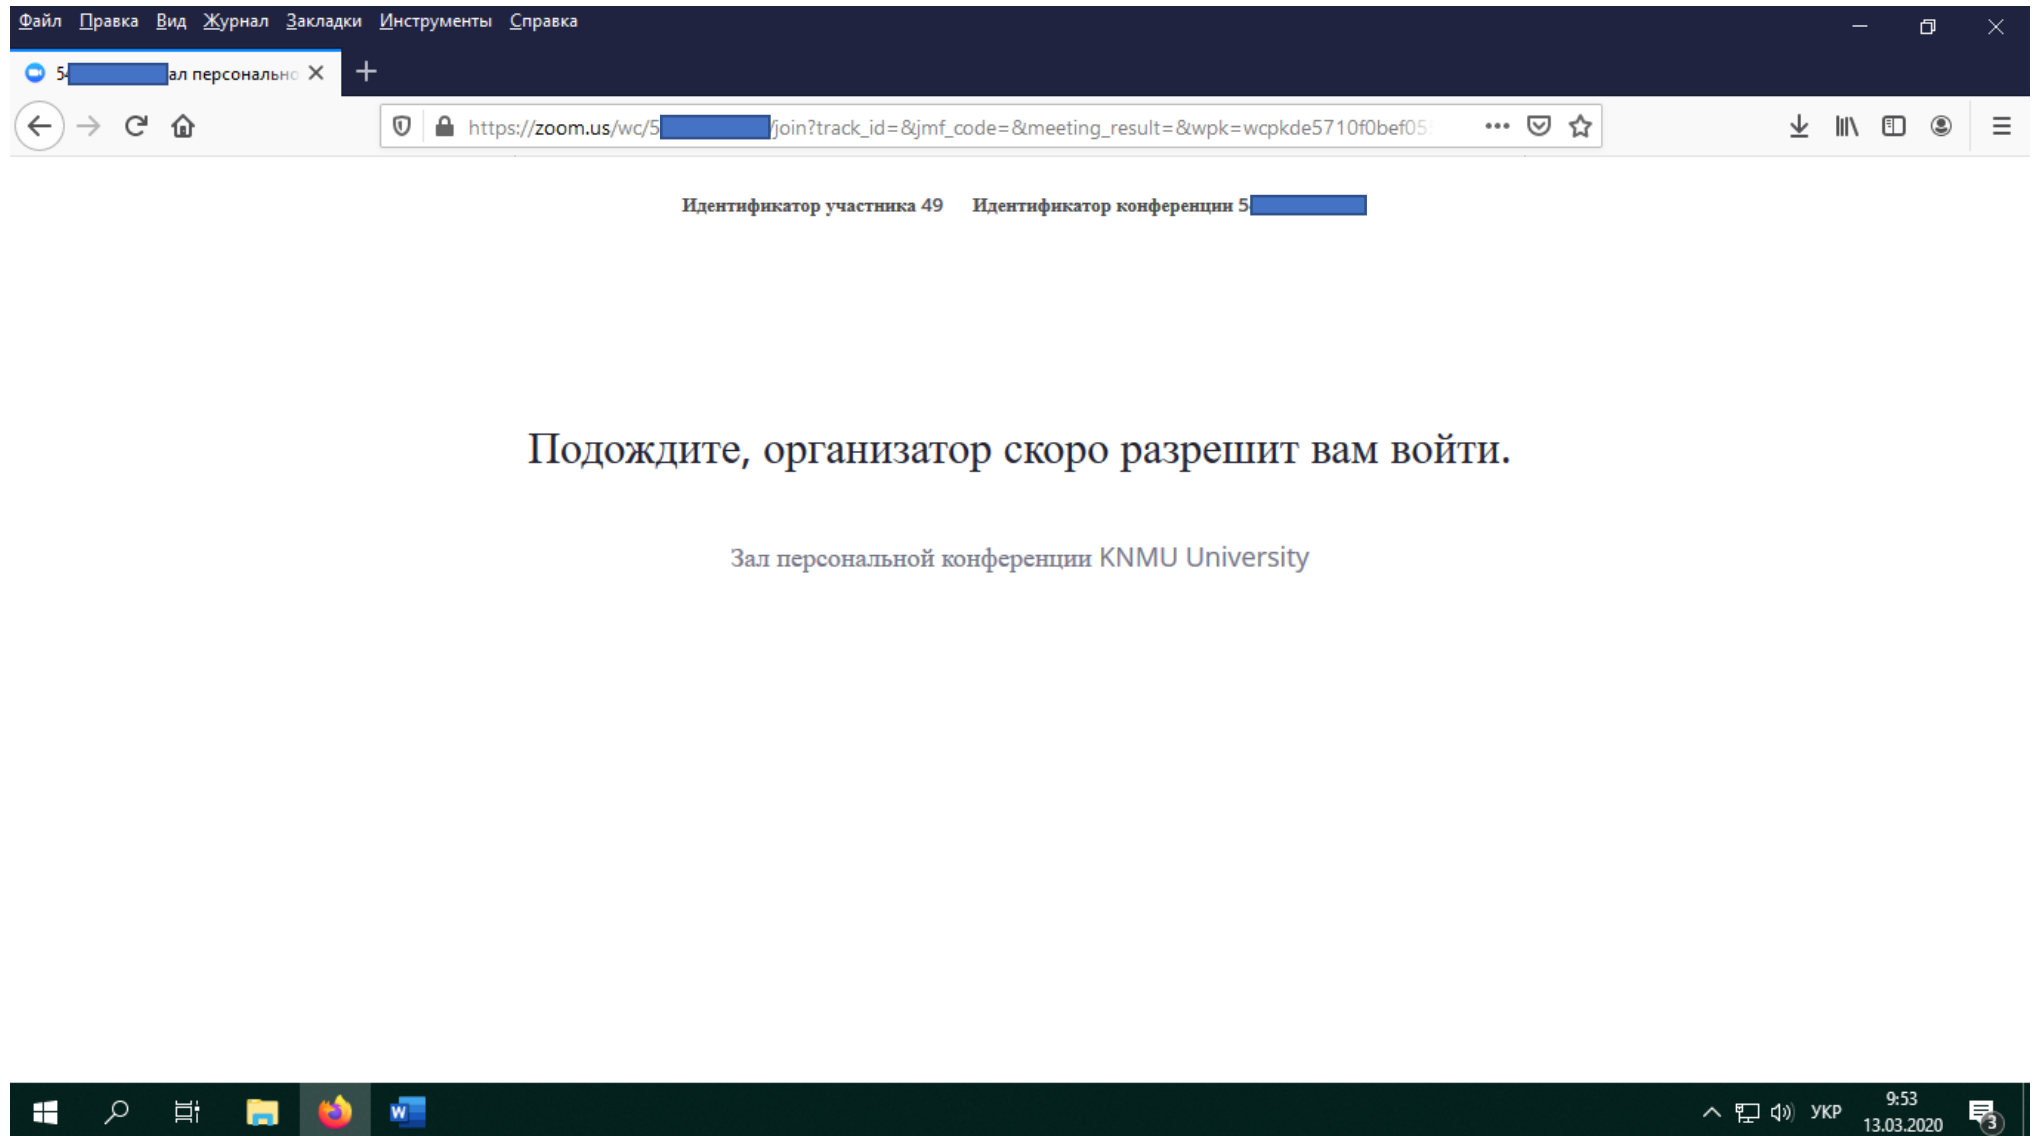 Файл Правка Вид Журнал Закладки Инструменты Справка
5 ал персонально
https://zoom.us/wc/5 /join?track_id=&jmf_code=&meeting_result=&wpk=wcpkde5710f0bef05
Идентификатор участника 49 Идентификатор конференции 5
Подождите, организатор скоро разрешит вам войти.
Зал персональной конференции KNMU University
W
УКР
9:53
13.03.2020
3